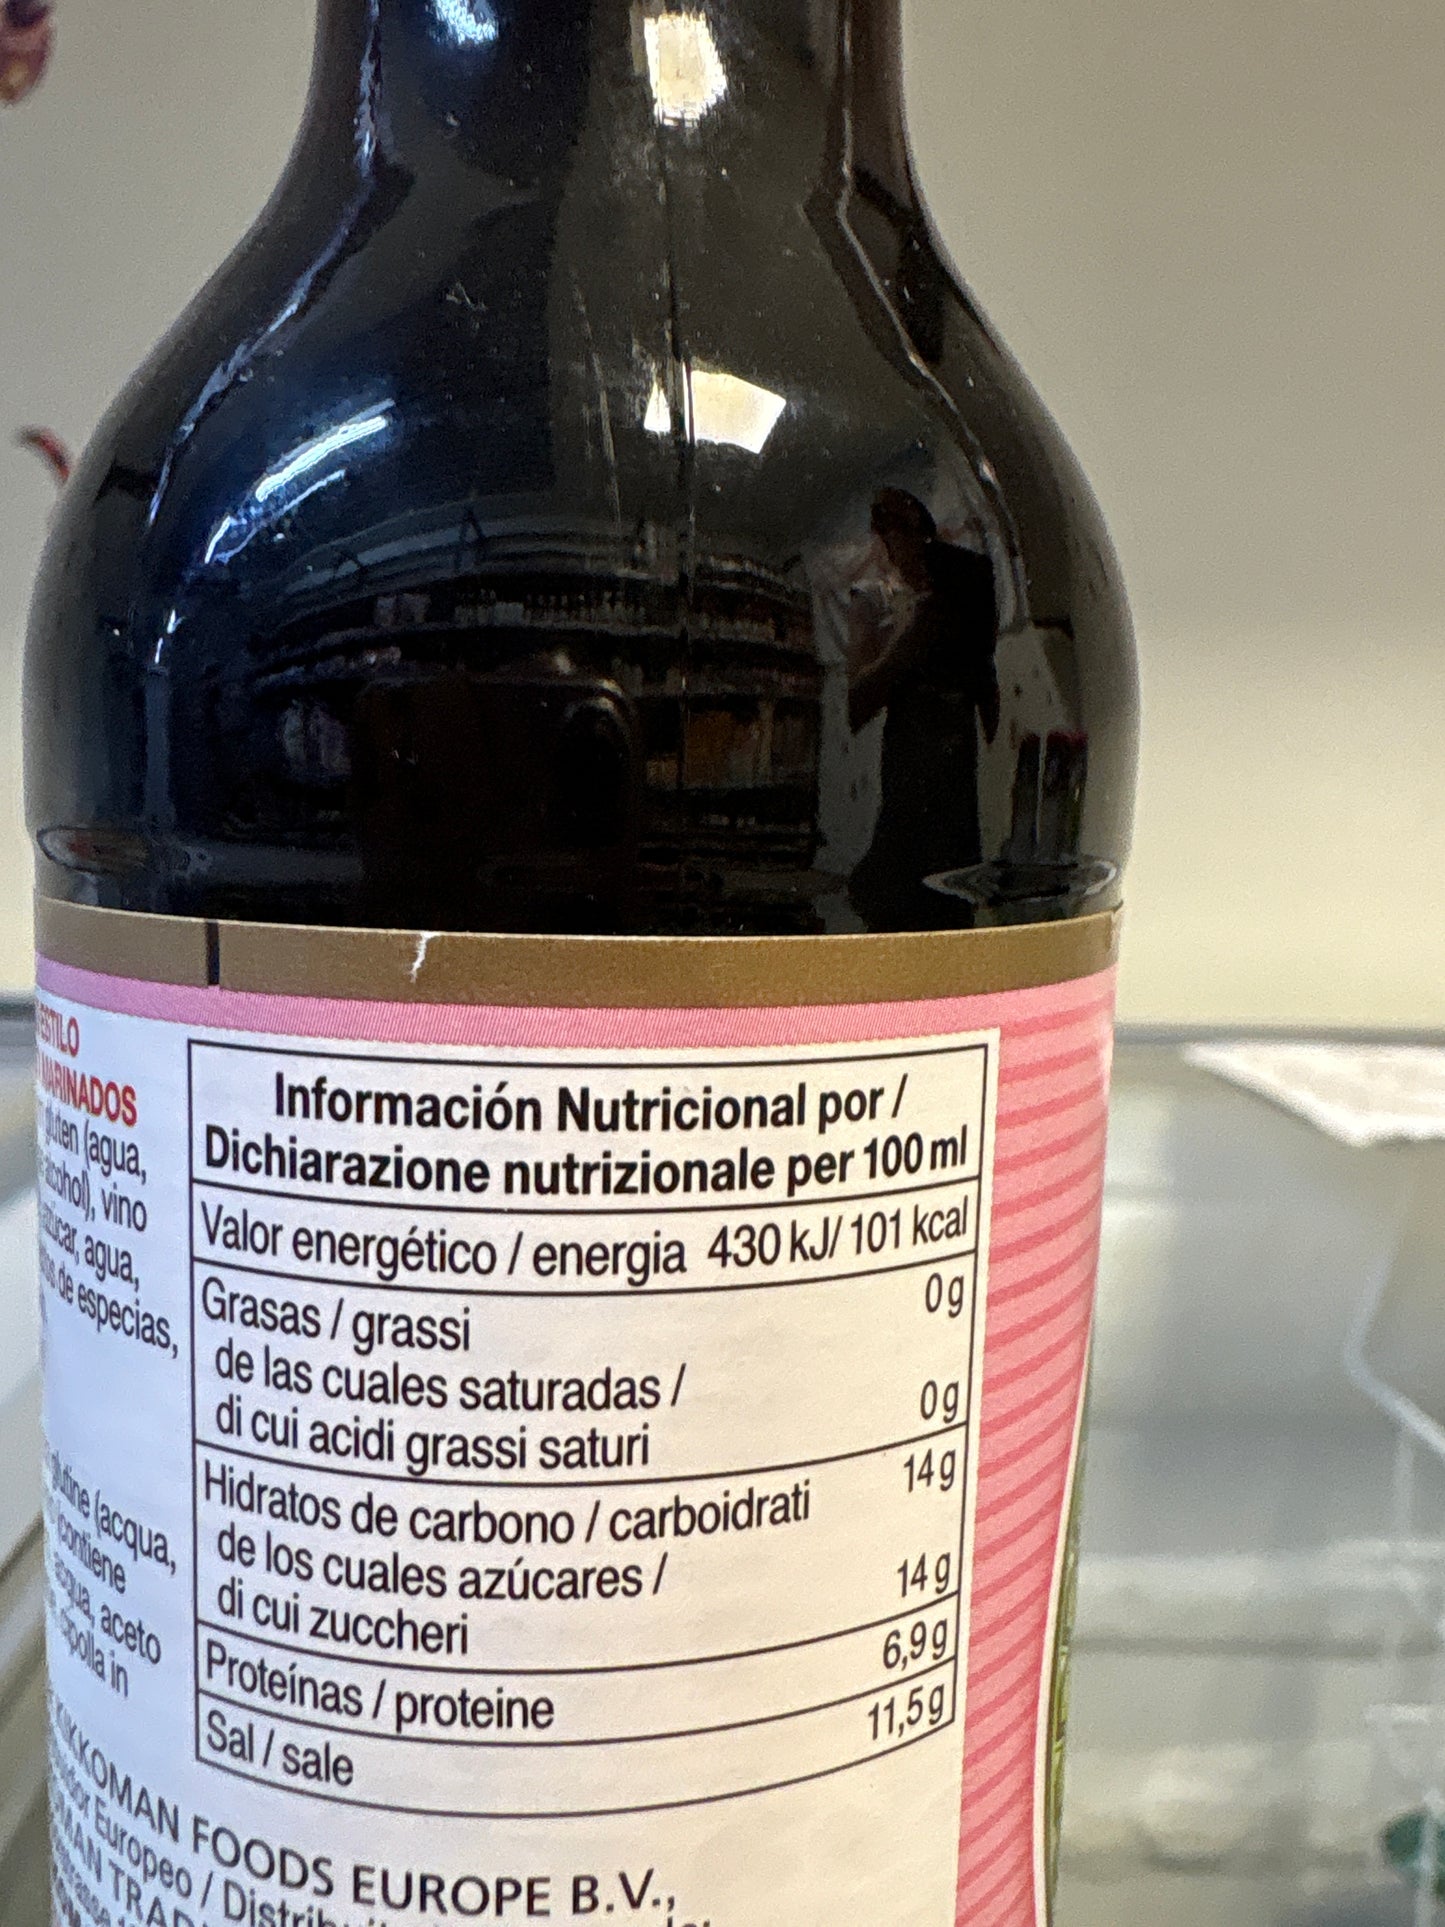 ESTILO
MARINADOS
gluten (agua,
alcohol), vino
azúcar, agua,
de especias,
glutine (acqua,
(contiene
acqua, aceto
cipolla in
Información Nutricional por /
Dichiarazione nutrizionale per 100 ml
Valor energético / energia 430 kJ/ 101 kcal
Grasas / grassi 0 g
de las cuales saturadas /
di cui acidi grassi saturi 0 g
Hidratos de carbono / carboidrati 14 g
de los cuales azúcares /
di cui zuccheri 14 g
Proteínas / proteine 6,9 g
Sal / sale 11,5 g
KIKKOMAN FOODS EUROPE B.V.,
Europeo /